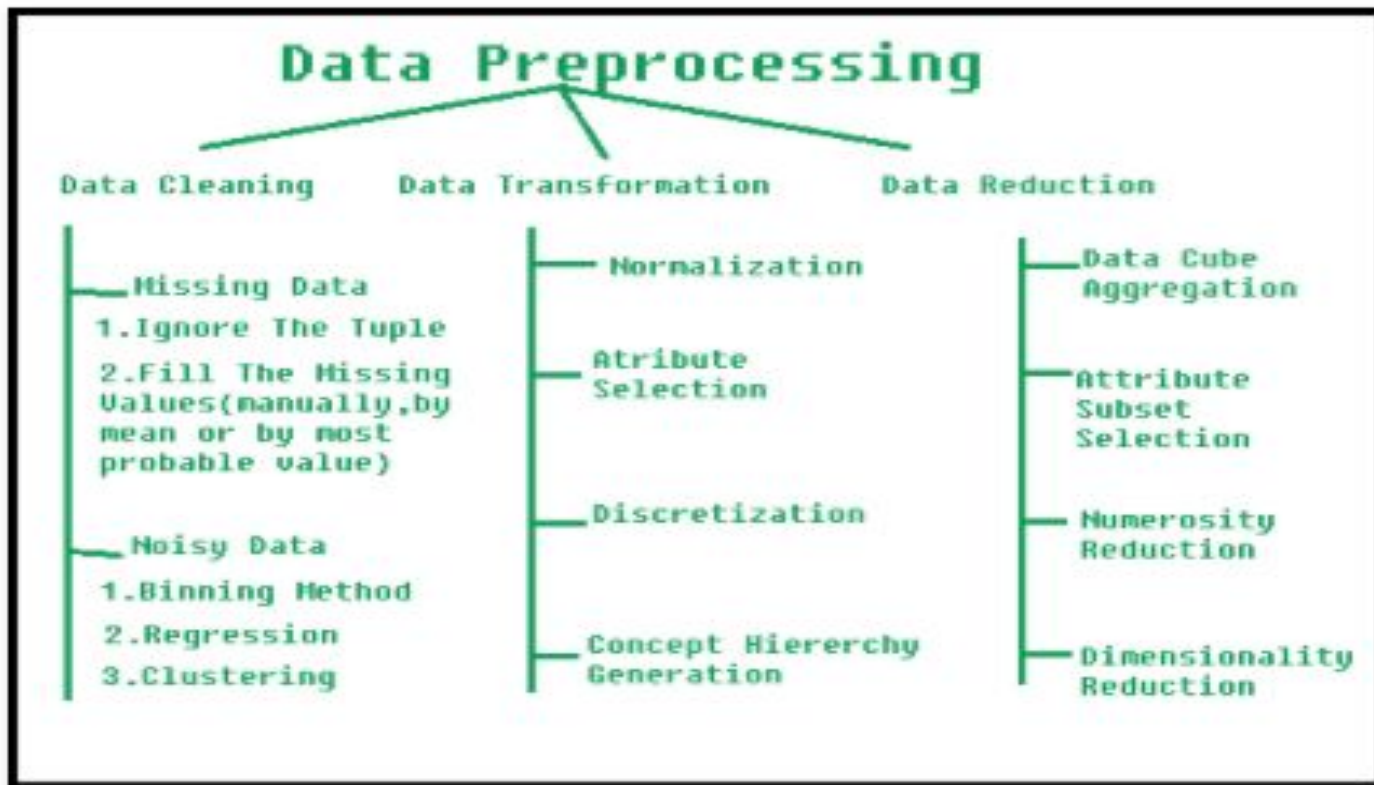 Data Preprocessing
Data Cleaning
Missing Data
1.Ignore The Tuple
2.Fill The Missing
Values(manually,by
mean or by most
probable value)
Noisy Data
1.Binning Method
2.Regression
3.Clustering
Data Transformation
Normalization
Atribute
Selection
Discretization
Concept Hiererchy
Generation
Data Reduction
Data Cube
Aggregation
Attribute
Subset
Selection
Numerosity
Reduction
Dimensionality
Reduction